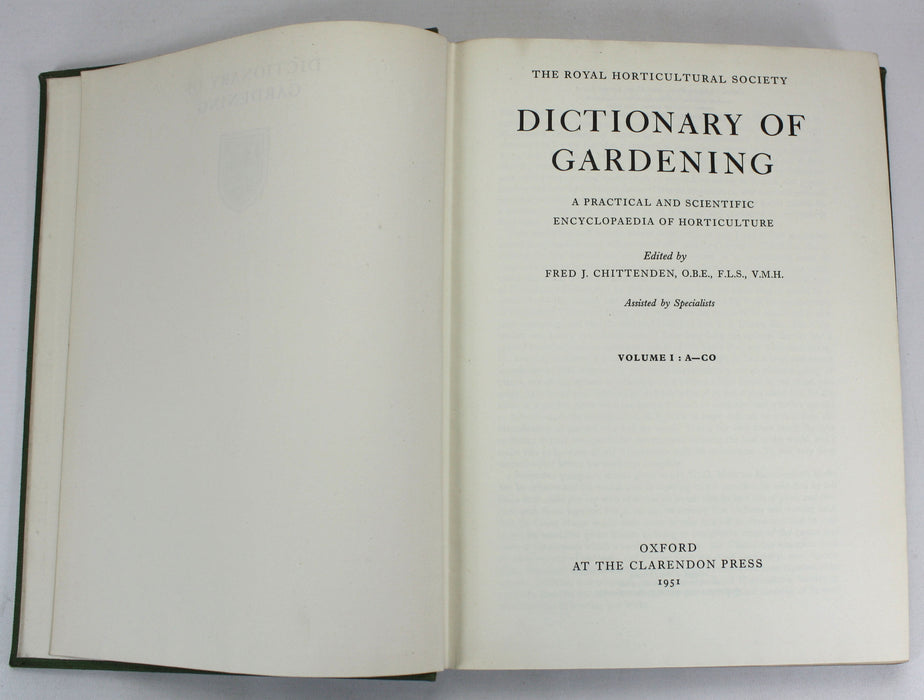 THE ROYAL HORTICULTURAL SOCIETY
DICTIONARY OF
GARDENING
A PRACTICAL AND SCIENTIFIC
ENCYCLOPAEDIA OF HORTICULTURE
Edited by
FRED J. CHITTENDEN, O.B.E., F.L.S., V.M.H.
Assisted by Specialists
VOLUME I : A—CO
OXFORD
AT THE CLARENDON PRESS
1951